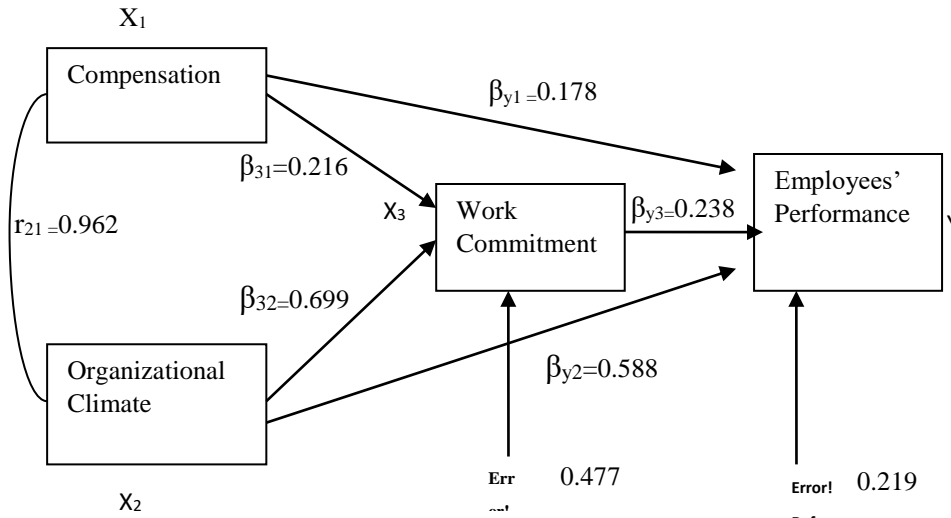 X₁
Compensation
βy1 =0.178
β31=0.216
r21 =0.962
X₃
Work
Commitment
βy3=0.238
Employees’
Performance
β32=0.699
Organizational
Climate
βy2=0.588
X₂
Err
or!
0.477
Error!
0.219